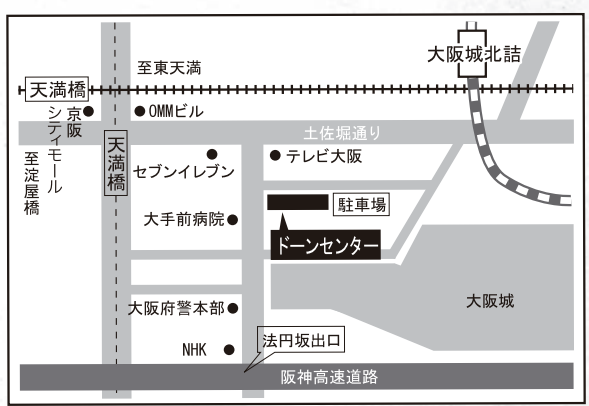 大阪城北詰
至東天満
天満橋
京阪
シティモール
OMMビル
土佐堀通り
天満橋
至淀屋橋
セブンイレブン
テレビ大阪
駐車場
大手前病院
ドーンセンター
大阪府警本部
大阪城
法円坂出口
NHK
阪神高速道路